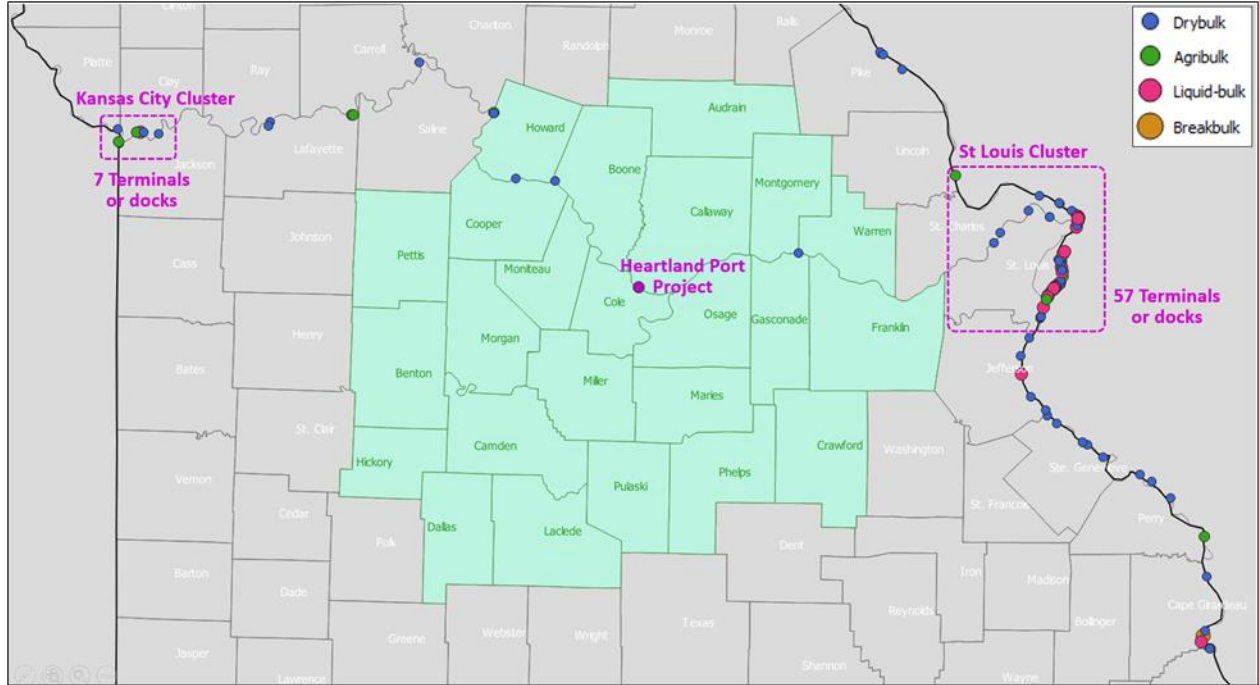 Clinton
Chariton
Monroe
Ralls
Randolph
Carroll
Platte
Ray
Clay
Pike
Drybulk
Agribulk
Liquid-bulk
Breakbulk
Kansas City Cluster
Audrain
Howard
Saline
Lafayette
Jackson
Lincoln
St Louis Cluster
Boone
7 Terminals
or docks
Montgomery
Callaway
Cooper
Warren
St. Charles
Johnson
Pettis
Cass
Heartland Port
Project
Moniteau
St. Louis
Cole
57 Terminals
or docks
Osage
Gasconade
Franklin
Henry
Morgan
Bates
Benton
Miller
Jefferson
Maries
St. Clair
Camden
Crawford
Washington
Hickory
Ste. Genevieve
Phelps
Vernon
Pulaski
St. Francois
Perry
Cedar
Dallas
Laclede
Polk
Dent
Barton
Iron
Madison
Dade
Cape Girardeau
Reynolds
Bollinger
Texas
Greene
Webster
Wright
Jasper
Shannon
Lawrence
Wayne